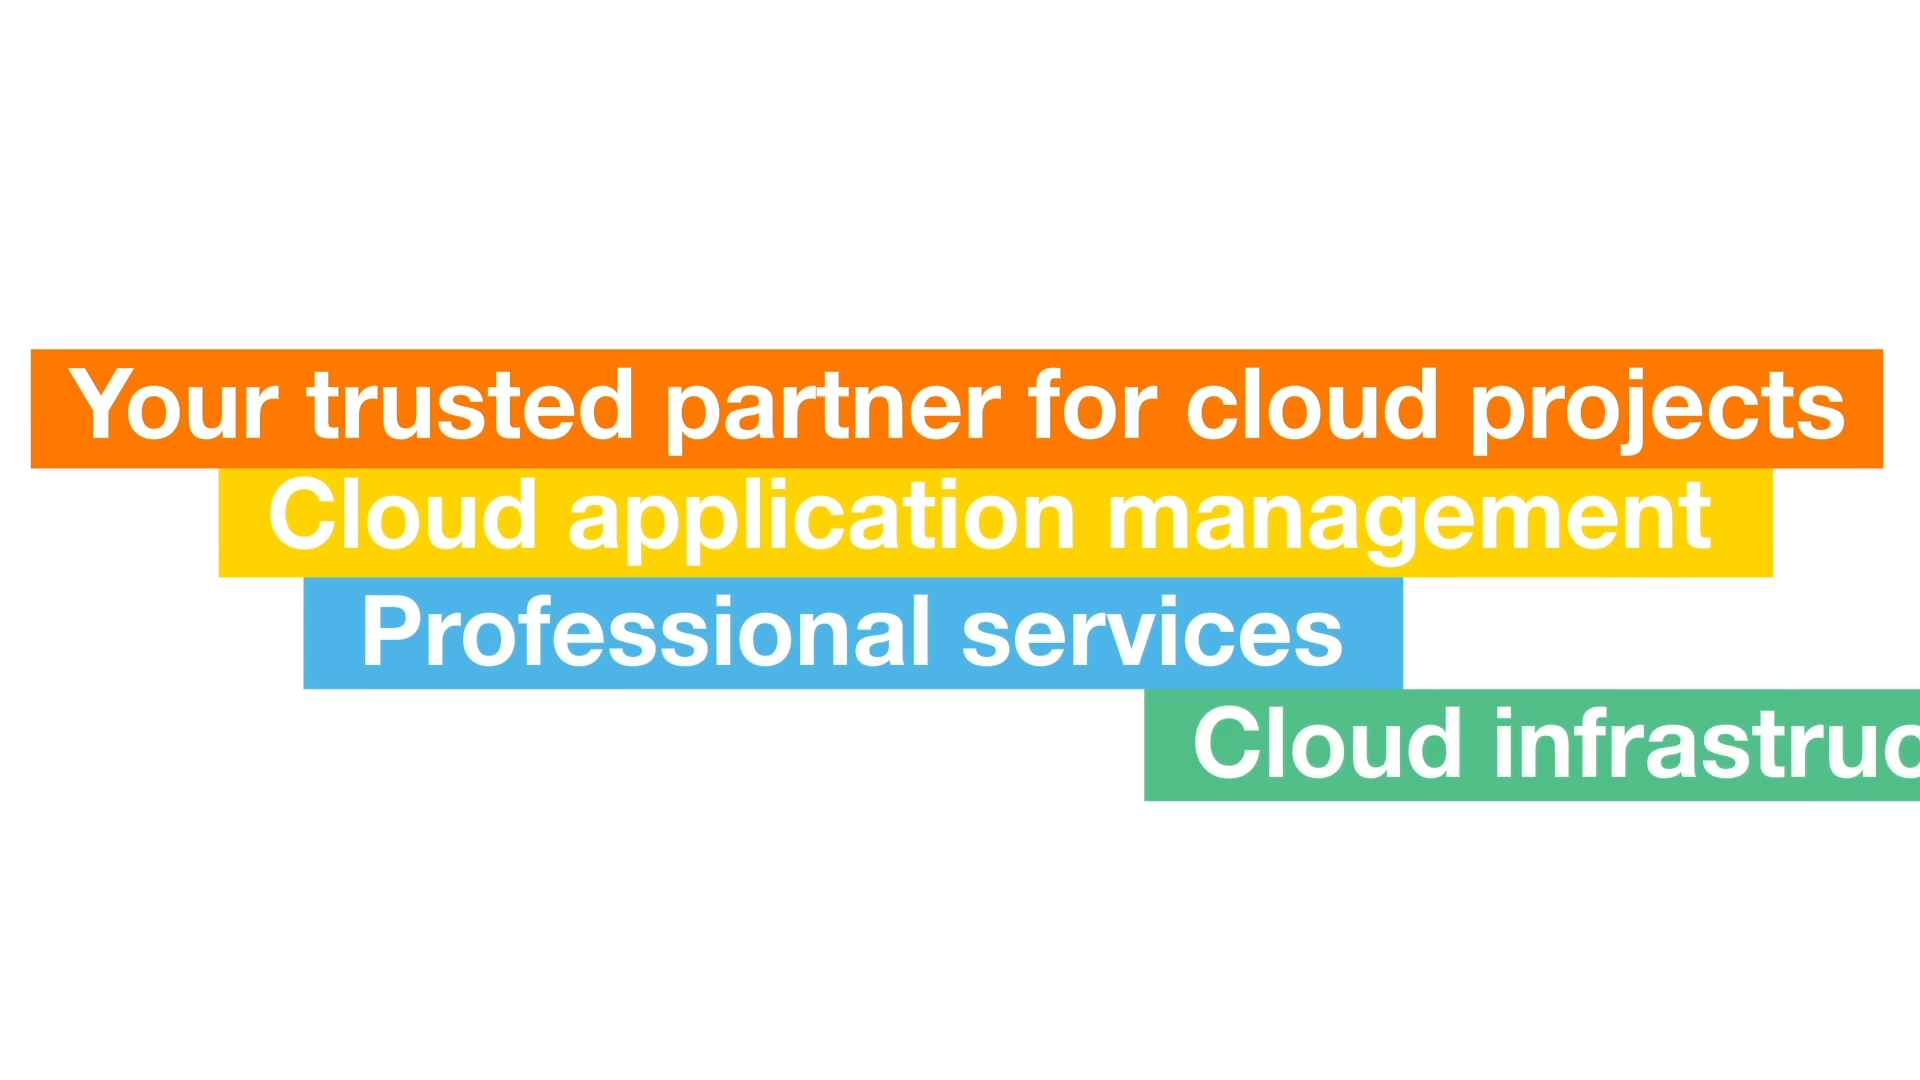 Your trusted partner for cloud projects
Cloud application management
Professional services
Cloud infrastruc